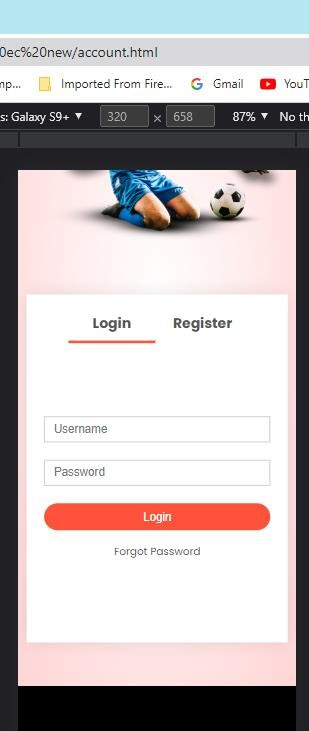 0ec%20new/account.html
mp... Imported From Fire... Gmail YouT
s: Galaxy S9+ ▼ 320 × 658 87% ▼ No th
Login Register
Username
Password
Login
Forgot Password